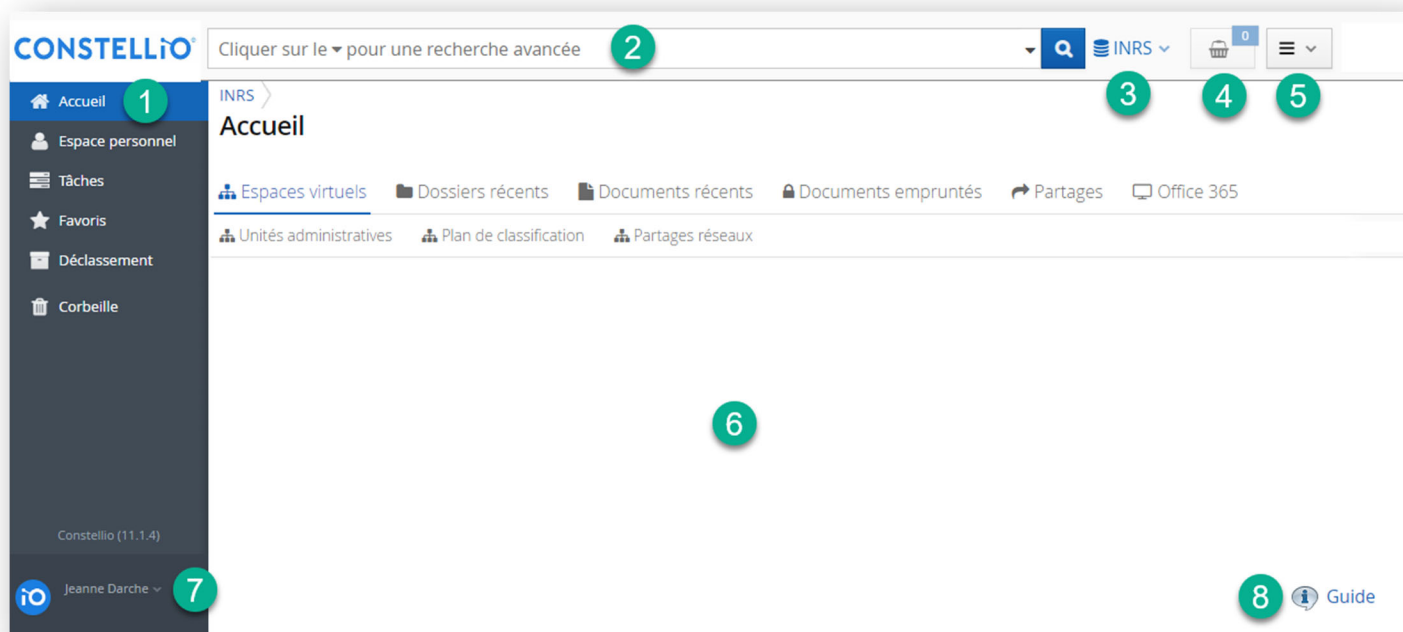 CONSTELLiO®
Cliquer sur le ▾ pour une recherche avancée
2
INRS
0
3
4
5
Accueil
1
Espace personnel
Tâches
Favoris
Déclassement
Corbeille
INRS
Accueil
Espaces virtuels Dossiers récents Documents récents Documents empruntés Partages Office 365
Unités administratives Plan de classification Partages réseaux
6
Constellio (11.1.4)
iO
Jeanne Darche
7
8
Guide